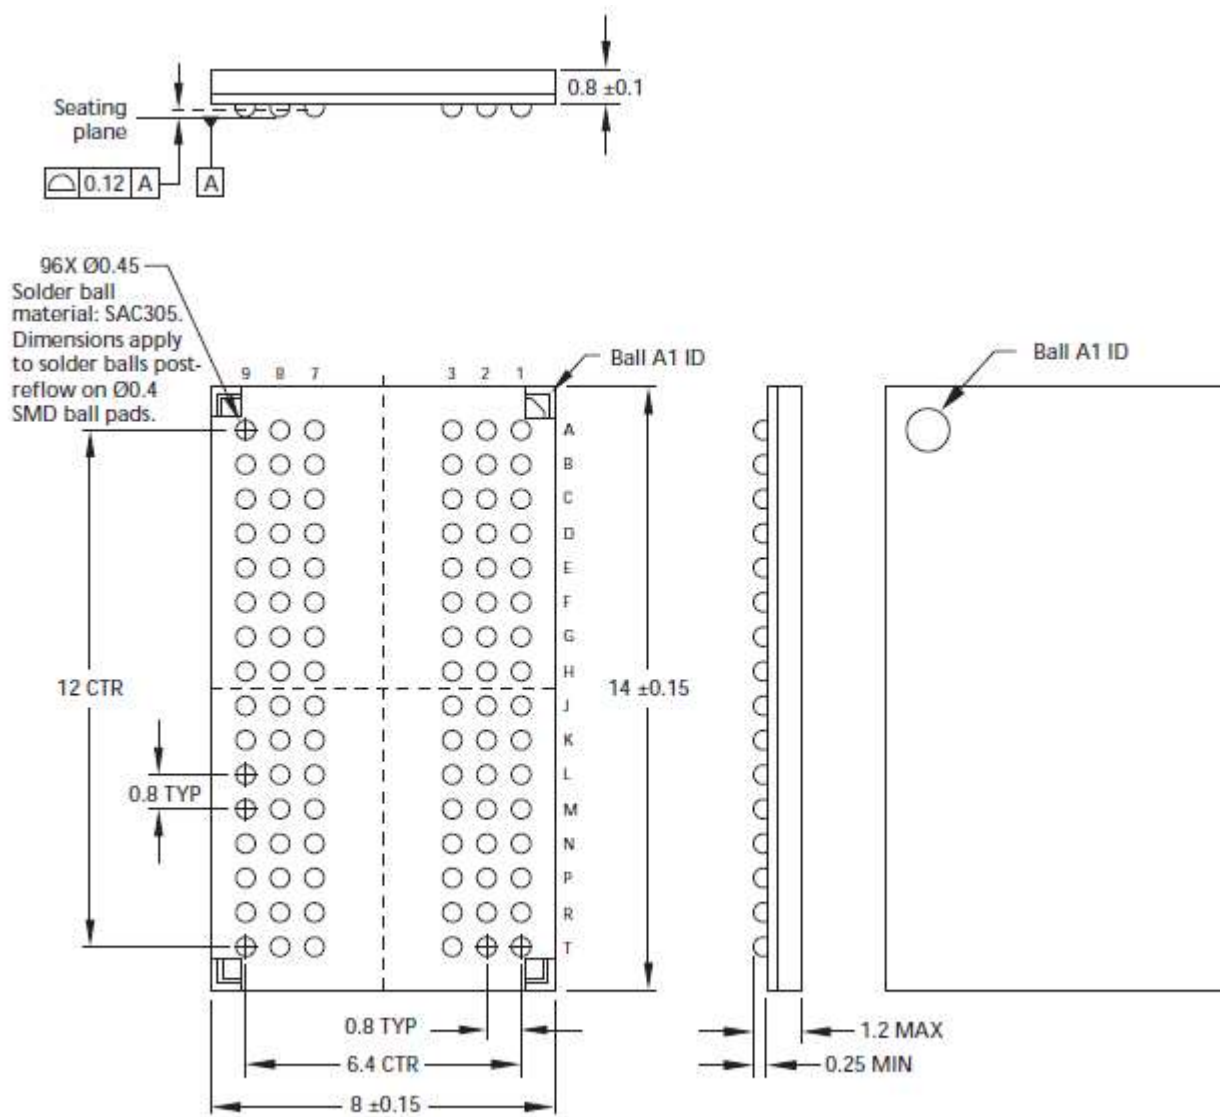 0.8 ±0.1
Seating
plane
0.12 A
A
96X Ø0.45
Solder ball
material: SAC305.
Dimensions apply
to solder balls post-
reflow on Ø0.4
SMD ball pads.
Ball A1 ID
Ball A1 ID
9 8 7 3 2 1
A
B
C
D
E
F
G
H
12 CTR
14 ±0.15
J
K
L
0.8 TYP
M
N
P
R
T
0.8 TYP
1.2 MAX
6.4 CTR
0.25 MIN
8 ±0.15